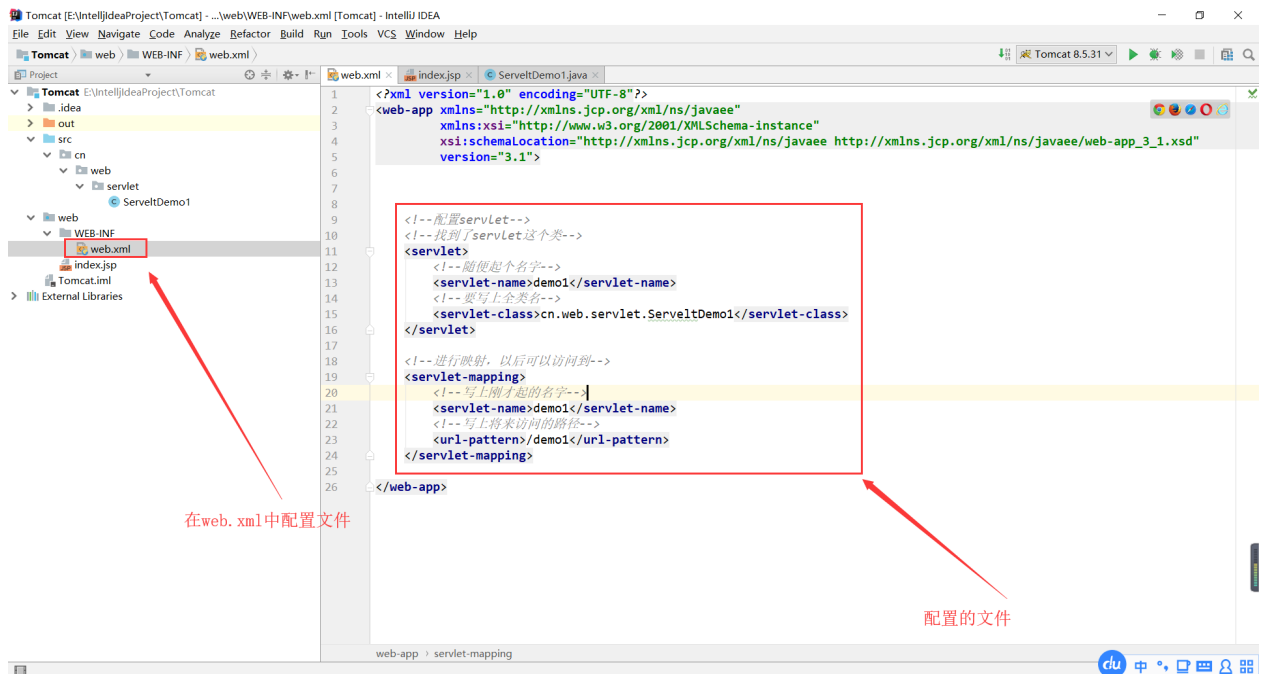 Tomcat [E:\IntelljIdeaProject\Tomcat] - ...\web\WEB-INF\web.xml [Tomcat] - IntelliJ IDEA
File Edit View Navigate Code Analyze Refactor Build Run Tools VCS Window Help
Tomcat web WEB-INF web.xml Tomcat 8.5.31
Project web.xml index.jsp ServeltDemo1.java
Tomcat E:\IntelljIdeaProject\Tomcat
.idea
out
src
cn
web
servlet
ServeltDemo1
web
WEB-INF
web.xml
index.jsp
Tomcat.iml
External Libraries
1 <?xml version="1.0" encoding="UTF-8"?>
2 <web-app xmlns="http://xmlns.jcp.org/xml/ns/javaee"
3 xmlns:xsi="http://www.w3.org/2001/XMLSchema-instance"
4 xsi:schemaLocation="http://xmlns.jcp.org/xml/ns/javaee http://xmlns.jcp.org/xml/ns/javaee/web-app_3_1.xsd"
5 version="3.1">
6
7
8
9 <!--配置servlet-->
10 <!--找到了servlet这个类-->
11 <servlet>
12 <!--随便起个名字-->
13 <servlet-name>demo1</servlet-name>
14 <!--要写上全类名-->
15 <servlet-class>cn.web.servlet.ServeltDemo1</servlet-class>
16 </servlet>
17
18 <!--进行映射，以后可以访问到-->
19 <servlet-mapping>
20 <!--写上刚才起的名字-->
21 <servlet-name>demo1</servlet-name>
22 <!--写上将来访问的路径-->
23 <url-pattern>/demo1</url-pattern>
24 </servlet-mapping>
25
26 </web-app>
在web.xml中配置文件
配置的文件
web-app › servlet-mapping
du 中